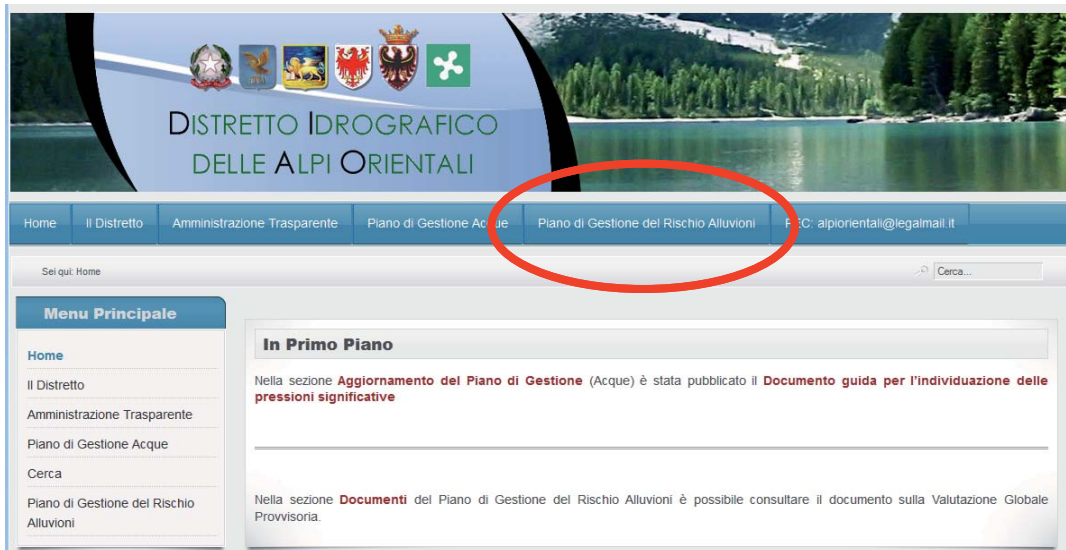 DISTRETTO IDROGRAFICO
DELLE ALPI ORIENTALI
Home Il Distretto Amministrazione Trasparente Piano di Gestione Piano di Gestione del Rischio Alluvioni alpiorientali@legalmail.it
Sei qui: Home Cerca...
Menu Principale
Home
Il Distretto
Amministrazione Trasparente
Piano di Gestione Acque
Cerca
Piano di Gestione del Rischio
Alluvioni
In Primo Piano
Nella sezione Aggiornamento del Piano di Gestione (Acque) è stata pubblicato il Documento guida per l'individuazione delle
pressioni significative
Nella sezione Documenti del Piano di Gestione del Rischio Alluvioni è possibile consultare il documento sulla Valutazione Globale
Provvisoria.